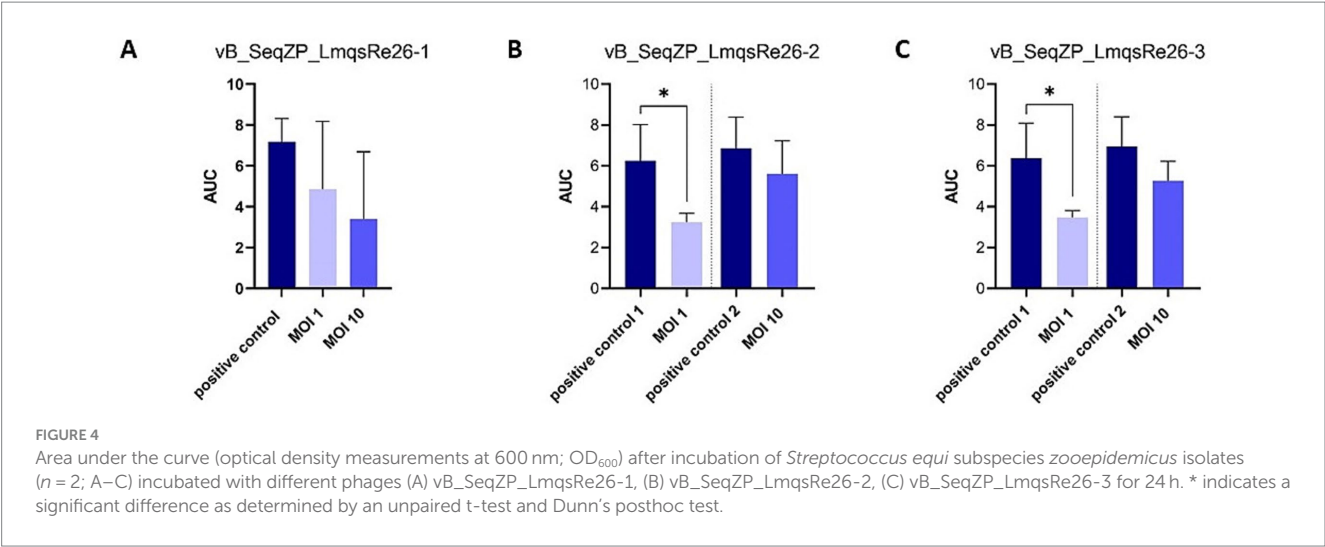 A
vB_SeqZP_LmqsRe26-1
AUC
10
8
6
4
2
0
positive control
MOI 1
MOI 10
B
vB_SeqZP_LmqsRe26-2
AUC
10
8
6
4
2
0
*
positive control 1
MOI 1
positive control 2
MOI 10
C
vB_SeqZP_LmqsRe26-3
AUC
10
8
6
4
2
0
*
positive control 1
MOI 1
positive control 2
MOI 10
FIGURE 4
Area under the curve (optical density measurements at 600 nm; OD₆₀₀) after incubation of Streptococcus equi subspecies zooepidemicus isolates
(n = 2; A–C) incubated with different phages (A) vB_SeqZP_LmqsRe26-1, (B) vB_SeqZP_LmqsRe26-2, (C) vB_SeqZP_LmqsRe26-3 for 24 h. * indicates a
significant difference as determined by an unpaired t-test and Dunn’s posthoc test.